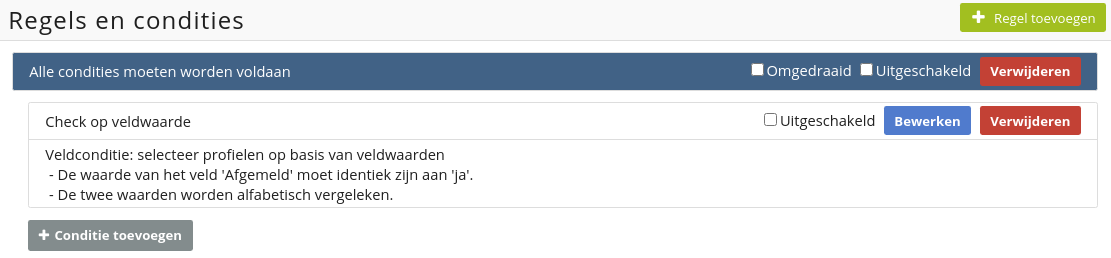 Regels en condities
Regel toevoegen
Alle condities moeten worden voldaan
Omgedraaid Uitgeschakeld Verwijderen
Check op veldwaarde
Uitgeschakeld Bewerken Verwijderen
Veldconditie: selecteer profielen op basis van veldwaarden
- De waarde van het veld 'Afgemeld' moet identiek zijn aan 'ja'.
- De twee waarden worden alfabetisch vergeleken.
Conditie toevoegen